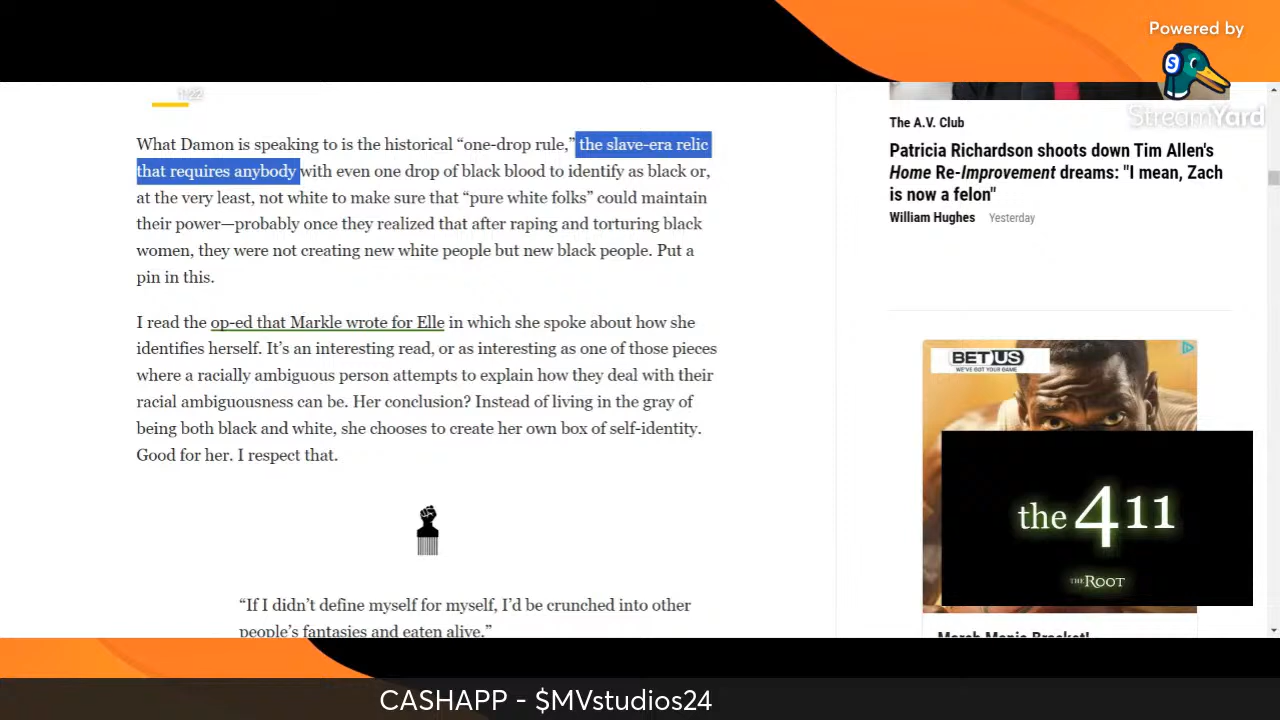 Powered by
StreamYard
1:22
What Damon is speaking to is the historical “one-drop rule,” the slave-era relic
that requires anybody with even one drop of black blood to identify as black or,
at the very least, not white to make sure that “pure white folks” could maintain
their power—probably once they realized that after raping and torturing black
women, they were not creating new white people but new black people. Put a
pin in this.
I read the op-ed that Markle wrote for Elle in which she spoke about how she
identifies herself. It’s an interesting read, or as interesting as one of those pieces
where a racially ambiguous person attempts to explain how they deal with their
racial ambiguousness can be. Her conclusion? Instead of living in the gray of
being both black and white, she chooses to create her own box of self-identity.
Good for her. I respect that.
“If I didn’t define myself for myself, I’d be crunched into other
people’s fantasies and eaten alive.”
The A.V. Club
Patricia Richardson shoots down Tim Allen's
Home Re-Improvement dreams: "I mean, Zach
is now a felon"
William Hughes Yesterday
BETUS
WE'VE GOT YOUR GAME
the 411
THE ROOT
March Mania Bracket!
CASHAPP - $MVstudios24